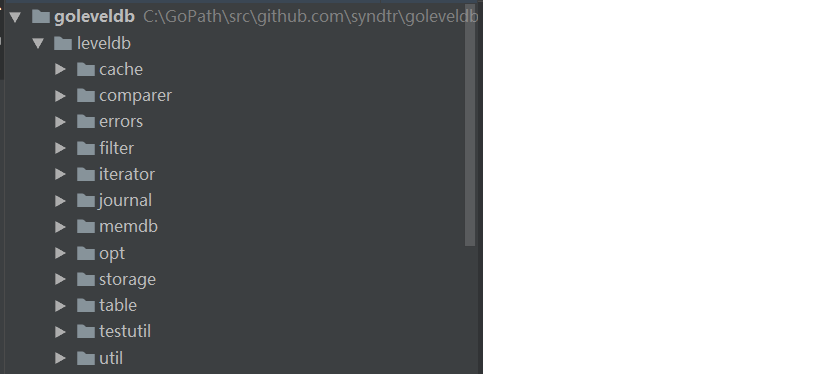 goleveldb C:\GoPath\src\github.com\syndtr\goleveldb
leveldb
cache
comparer
errors
filter
iterator
journal
memdb
opt
storage
table
testutil
util